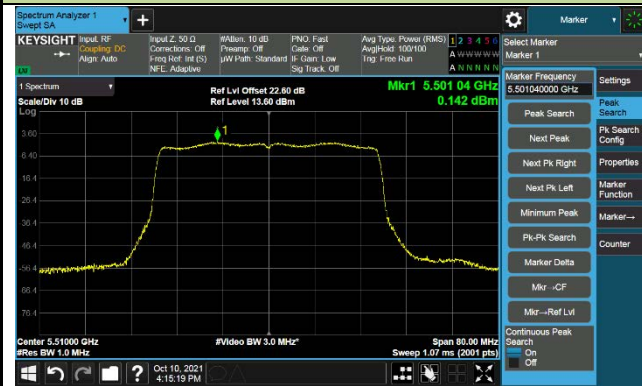 Spectrum Analyzer 1
Swept SA
+
Marker
KEYSIGHT
Input: RF
Coupling: DC
Align: Auto
Input Z: 50 Ω
Corrections: Off
Freq Ref: Int (S)
NFE: Adaptive
#Atten: 10 dB
Preamp: Off
µW Path: Standard
PNO: Fast
Gate: Off
IF Gain: Low
Sig Track: Off
Avg Type: Power (RMS)
Avg|Hold: 100/100
Trig: Free Run
1 2 3 4 5 6
A W W W W W
A N N N N N
Select Marker
Marker 1
LXI
1 Spectrum
Scale/Div 10 dB
Log
Ref Lvl Offset 22.60 dB
Ref Level 13.60 dBm
Mkr1 5.501 04 GHz
0.142 dBm
1
3.60
-6.40
-16.4
-26.4
-36.4
-46.4
-56.4
-66.4
-76.4
Center 5.51000 GHz
#Res BW 1.0 MHz
#Video BW 3.0 MHz*
Span 80.00 MHz
Sweep 1.07 ms (2001 pts)
Marker Frequency
5.501040000 GHz
Peak Search
Next Peak
Next Pk Right
Next Pk Left
Minimum Peak
Pk-Pk Search
Marker Delta
Mkr→CF
Mkr→Ref Lvl
Continuous Peak
Search
On
Off
Settings
Peak
Search
Pk Search
Config
Properties
Marker
Function
Marker→
Counter
?
Oct 10, 2021
4:15:19 PM